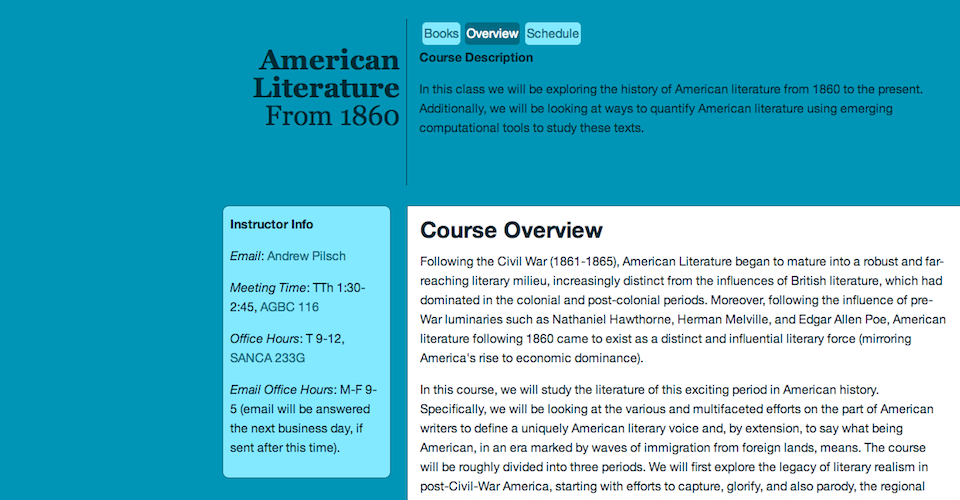 American
Literature
From 1860
Books Overview Schedule
Course Description
In this class we will be exploring the history of American literature from 1860 to the present.
Additionally, we will be looking at ways to quantify American literature using emerging
computational tools to study these texts.
Instructor Info
Email: Andrew Pilsch
Meeting Time: TTh 1:30-
2:45, AGBC 116
Office Hours: T 9-12,
SANCA 233G
Email Office Hours: M-F 9-
5 (email will be answered
the next business day, if
sent after this time).
Course Overview
Following the Civil War (1861-1865), American Literature began to mature into a robust and far-
reaching literary milieu, increasingly distinct from the influences of British literature, which had
dominated in the colonial and post-colonial periods. Moreover, following the influence of pre-
War luminaries such as Nathaniel Hawthorne, Herman Melville, and Edgar Allen Poe, American
literature following 1860 came to exist as a distinct and influential literary force (mirroring
America's rise to economic dominance).
In this course, we will study the literature of this exciting period in American history.
Specifically, we will be looking at the various and multifaceted efforts on the part of American
writers to define a uniquely American literary voice and, by extension, to say what being
American, in an era marked by waves of immigration from foreign lands, means. The course
will be roughly divided into three periods. We will first explore the legacy of literary realism in
post-Civil-War America, starting with efforts to capture, glorify, and also parody, the regional